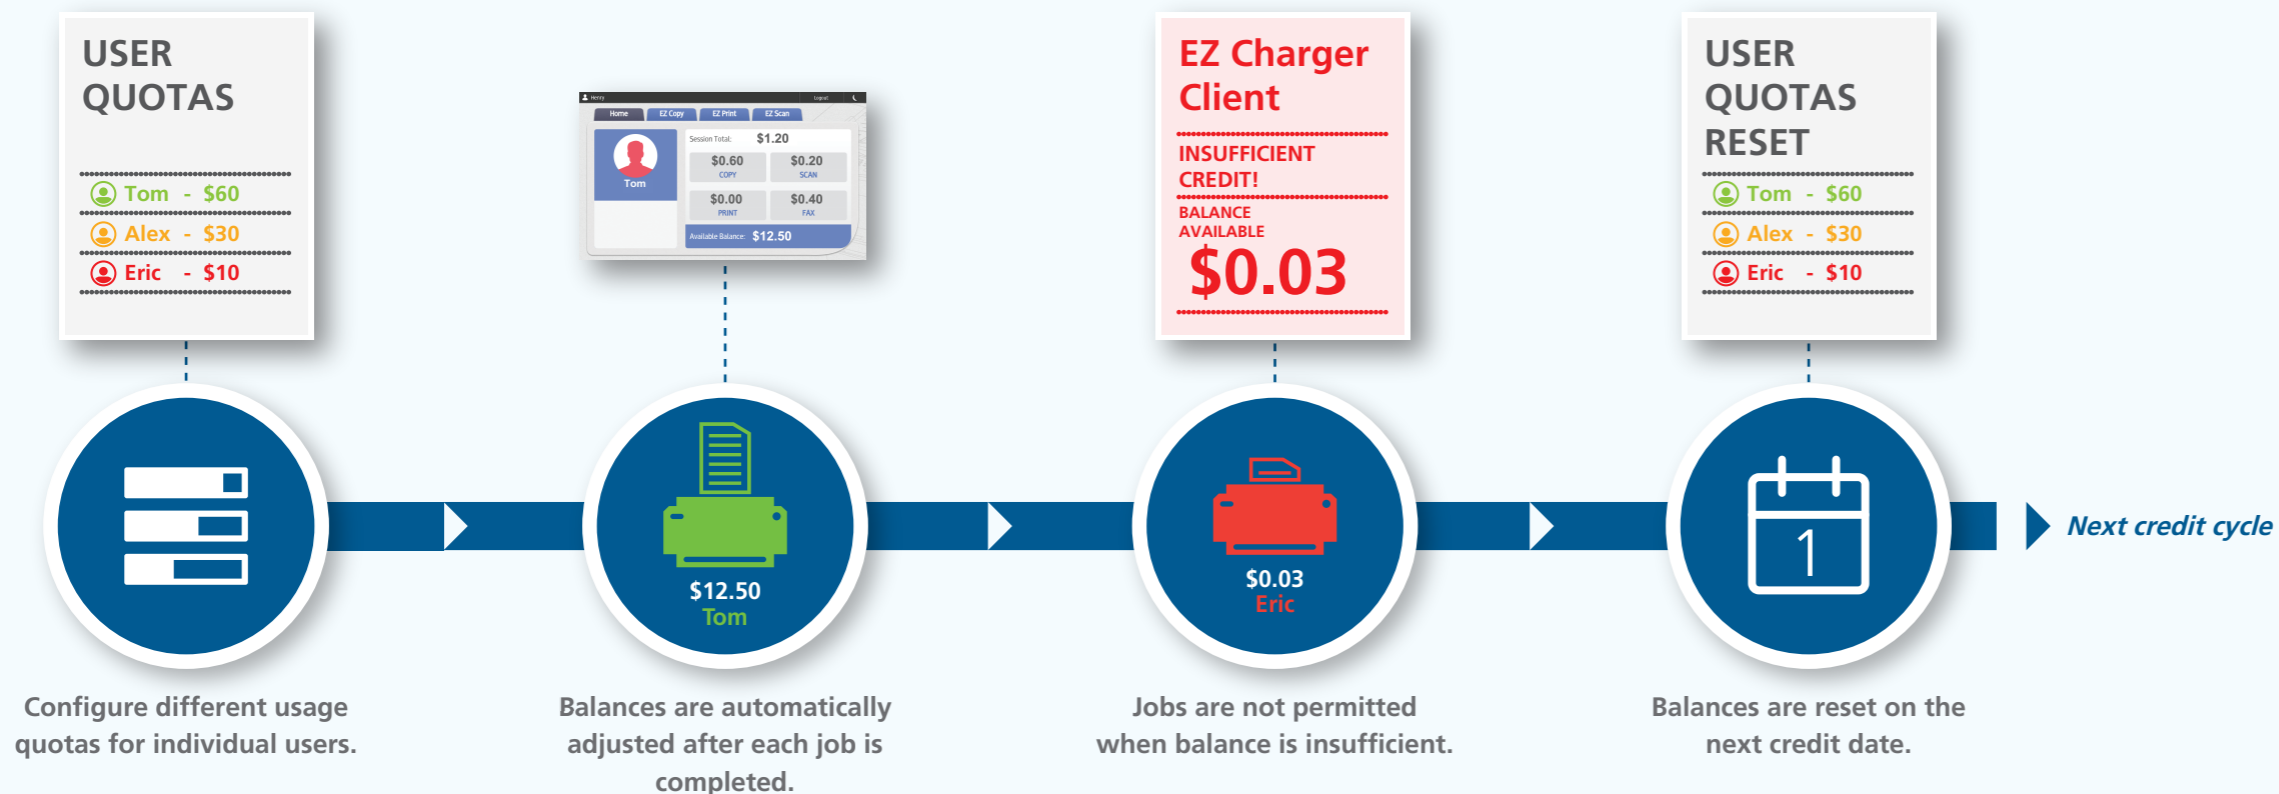 USER
QUOTAS
Tom - $60
Alex - $30
Eric - $10
Configure different usage
quotas for individual users.
Henry
Logout
Home
EZ Copy
EZ Print
EZ Scan
Tom
Session Total: $1.20
$0.60
COPY
$0.20
SCAN
$0.00
PRINT
$0.40
FAX
Available Balance: $12.50
$12.50
Tom
Balances are automatically
adjusted after each job is
completed.
EZ Charger
Client
INSUFFICIENT
CREDIT!
BALANCE
AVAILABLE
$0.03
$0.03
Eric
Jobs are not permitted
when balance is insufficient.
USER
QUOTAS
RESET
Tom - $60
Alex - $30
Eric - $10
1
Balances are reset on the
next credit date.
Next credit cycle